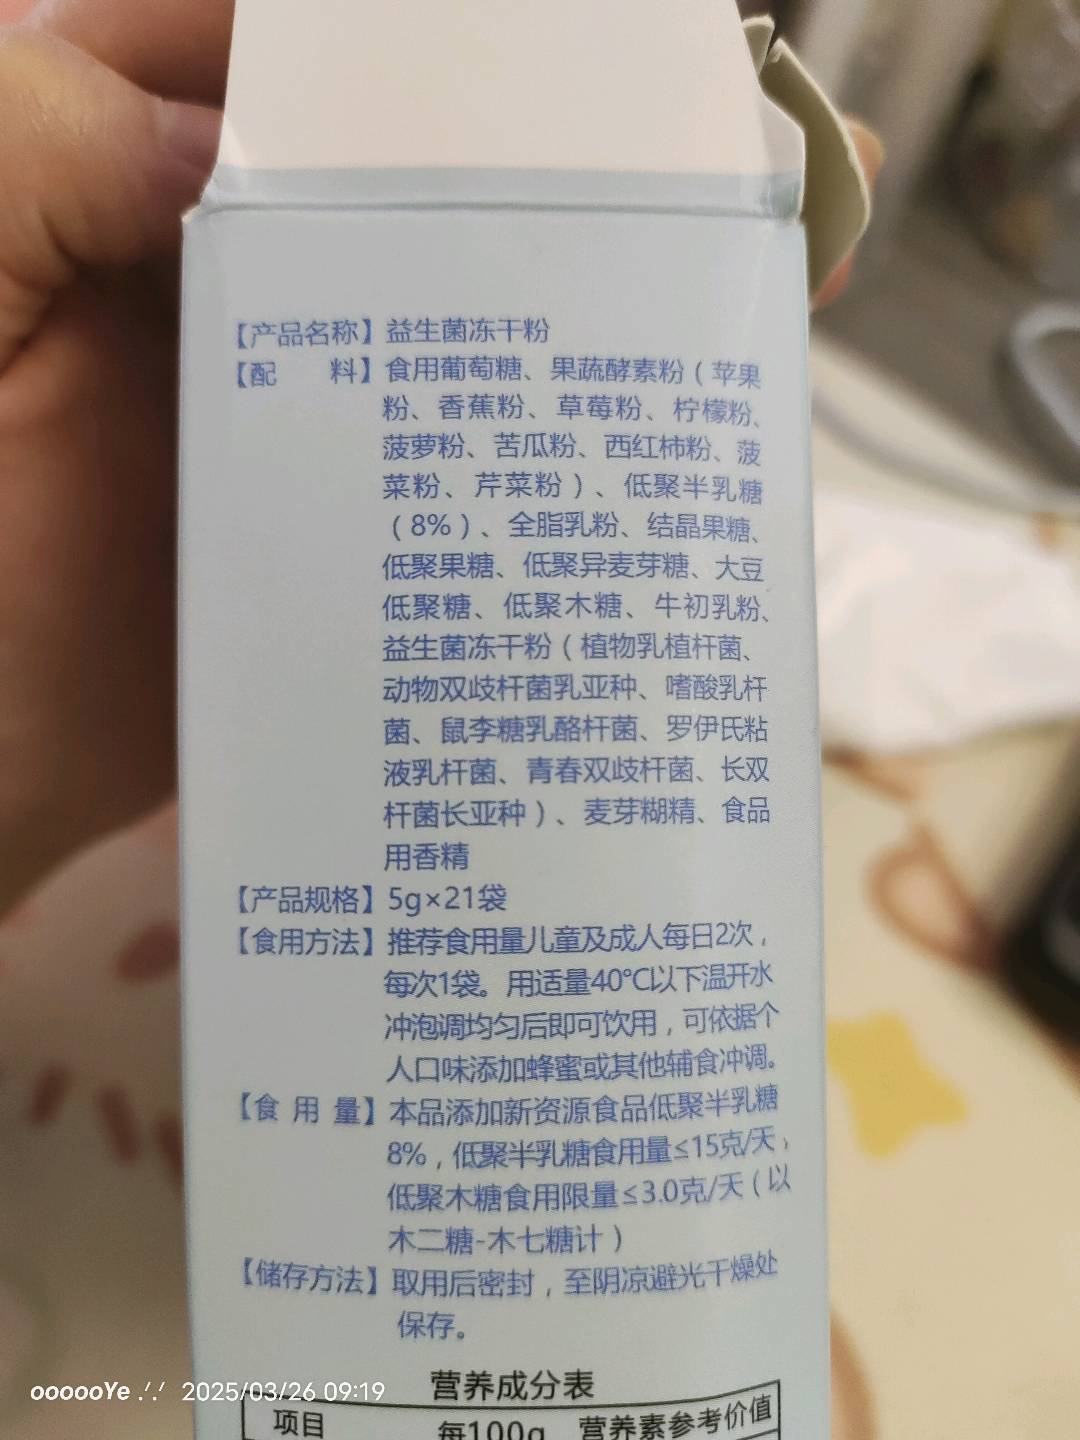 【产品名称】益生菌冻干粉
【配 料】食用葡萄糖、果蔬酵素粉（苹果
粉、香蕉粉、草莓粉、柠檬粉、
菠萝粉、苦瓜粉、西红柿粉、菠
菜粉、芹菜粉）、低聚半乳糖
（8%）、全脂乳粉、结晶果糖、
低聚果糖、低聚异麦芽糖、大豆
低聚糖、低聚木糖、牛初乳粉、
益生菌冻干粉（植物乳植杆菌、
动物双歧杆菌乳亚种、嗜酸乳杆
菌、鼠李糖乳酪杆菌、罗伊氏粘
液乳杆菌、青春双歧杆菌、长双
杆菌长亚种）、麦芽糊精、食品
用香精
【产品规格】5g×21袋
【食用方法】推荐食用量儿童及成人每日2次，
每次1袋。用适量40°C以下温开水
冲泡调均匀后即可饮用，可依据个
人口味添加蜂蜜或其他辅食冲调。
【食 用 量】本品添加新资源食品低聚半乳糖
8%，低聚半乳糖食用量≤15克/天，
低聚木糖食用限量≤3.0克/天（以
木二糖-木七糖计）
【储存方法】取用后密封，至阴凉避光干燥处
保存。
营养成分表
项目 每100g 营养素参考价值
oooooYe ∴′ 2025/03/26 09:19